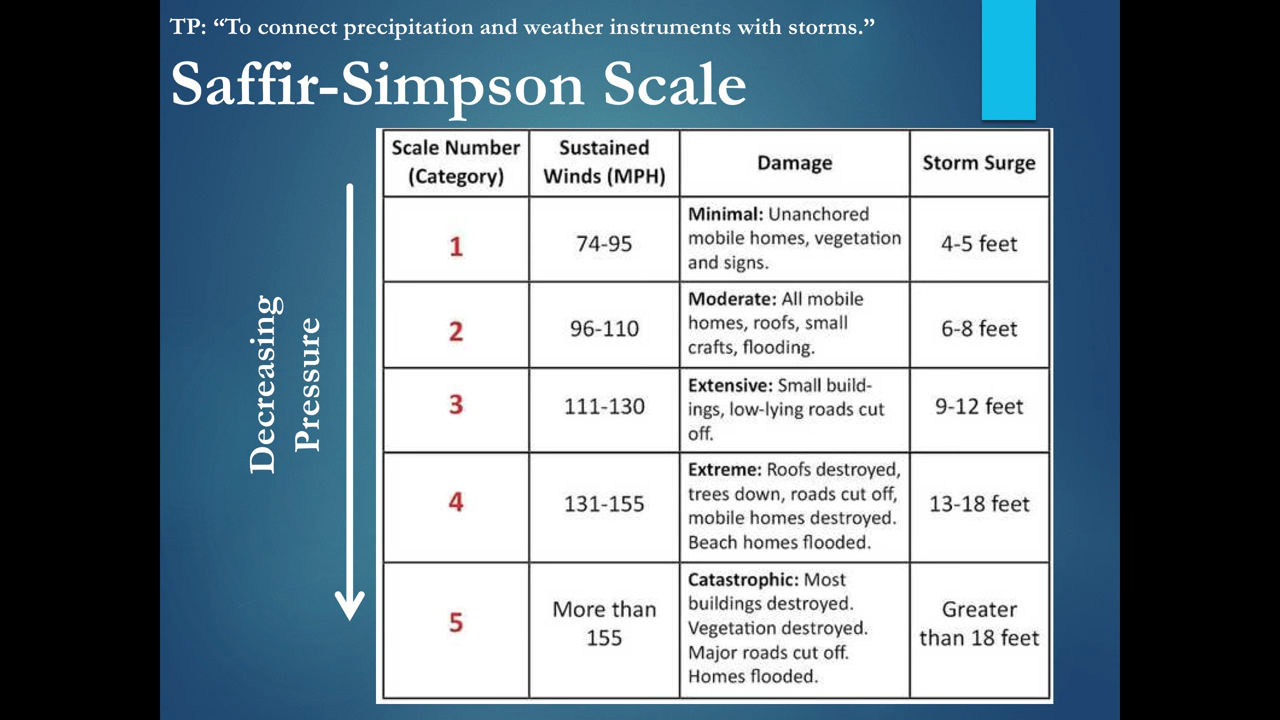 TP: “To connect precipitation and weather instruments with storms.”
Saffir-Simpson Scale
Decreasing
Pressure
Scale Number
(Category)
Sustained
Winds (MPH)
Damage
Storm Surge
1
74-95
Minimal: Unanchored
mobile homes, vegetation
and signs.
4-5 feet
2
96-110
Moderate: All mobile
homes, roofs, small
crafts, flooding.
6-8 feet
3
111-130
Extensive: Small build-
ings, low-lying roads cut
off.
9-12 feet
4
131-155
Extreme: Roofs destroyed,
trees down, roads cut off,
mobile homes destroyed.
Beach homes flooded.
13-18 feet
5
More than
155
Catastrophic: Most
buildings destroyed.
Vegetation destroyed.
Major roads cut off.
Homes flooded.
Greater
than 18 feet